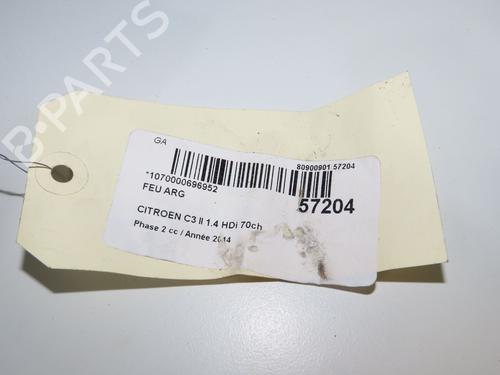 B-PARTS
GA
80900901 57204
*1070000696952
57204
FEU ARG
CITROEN C3 II 1.4 HDi 70ch
Phase 2 cc / Année 2014